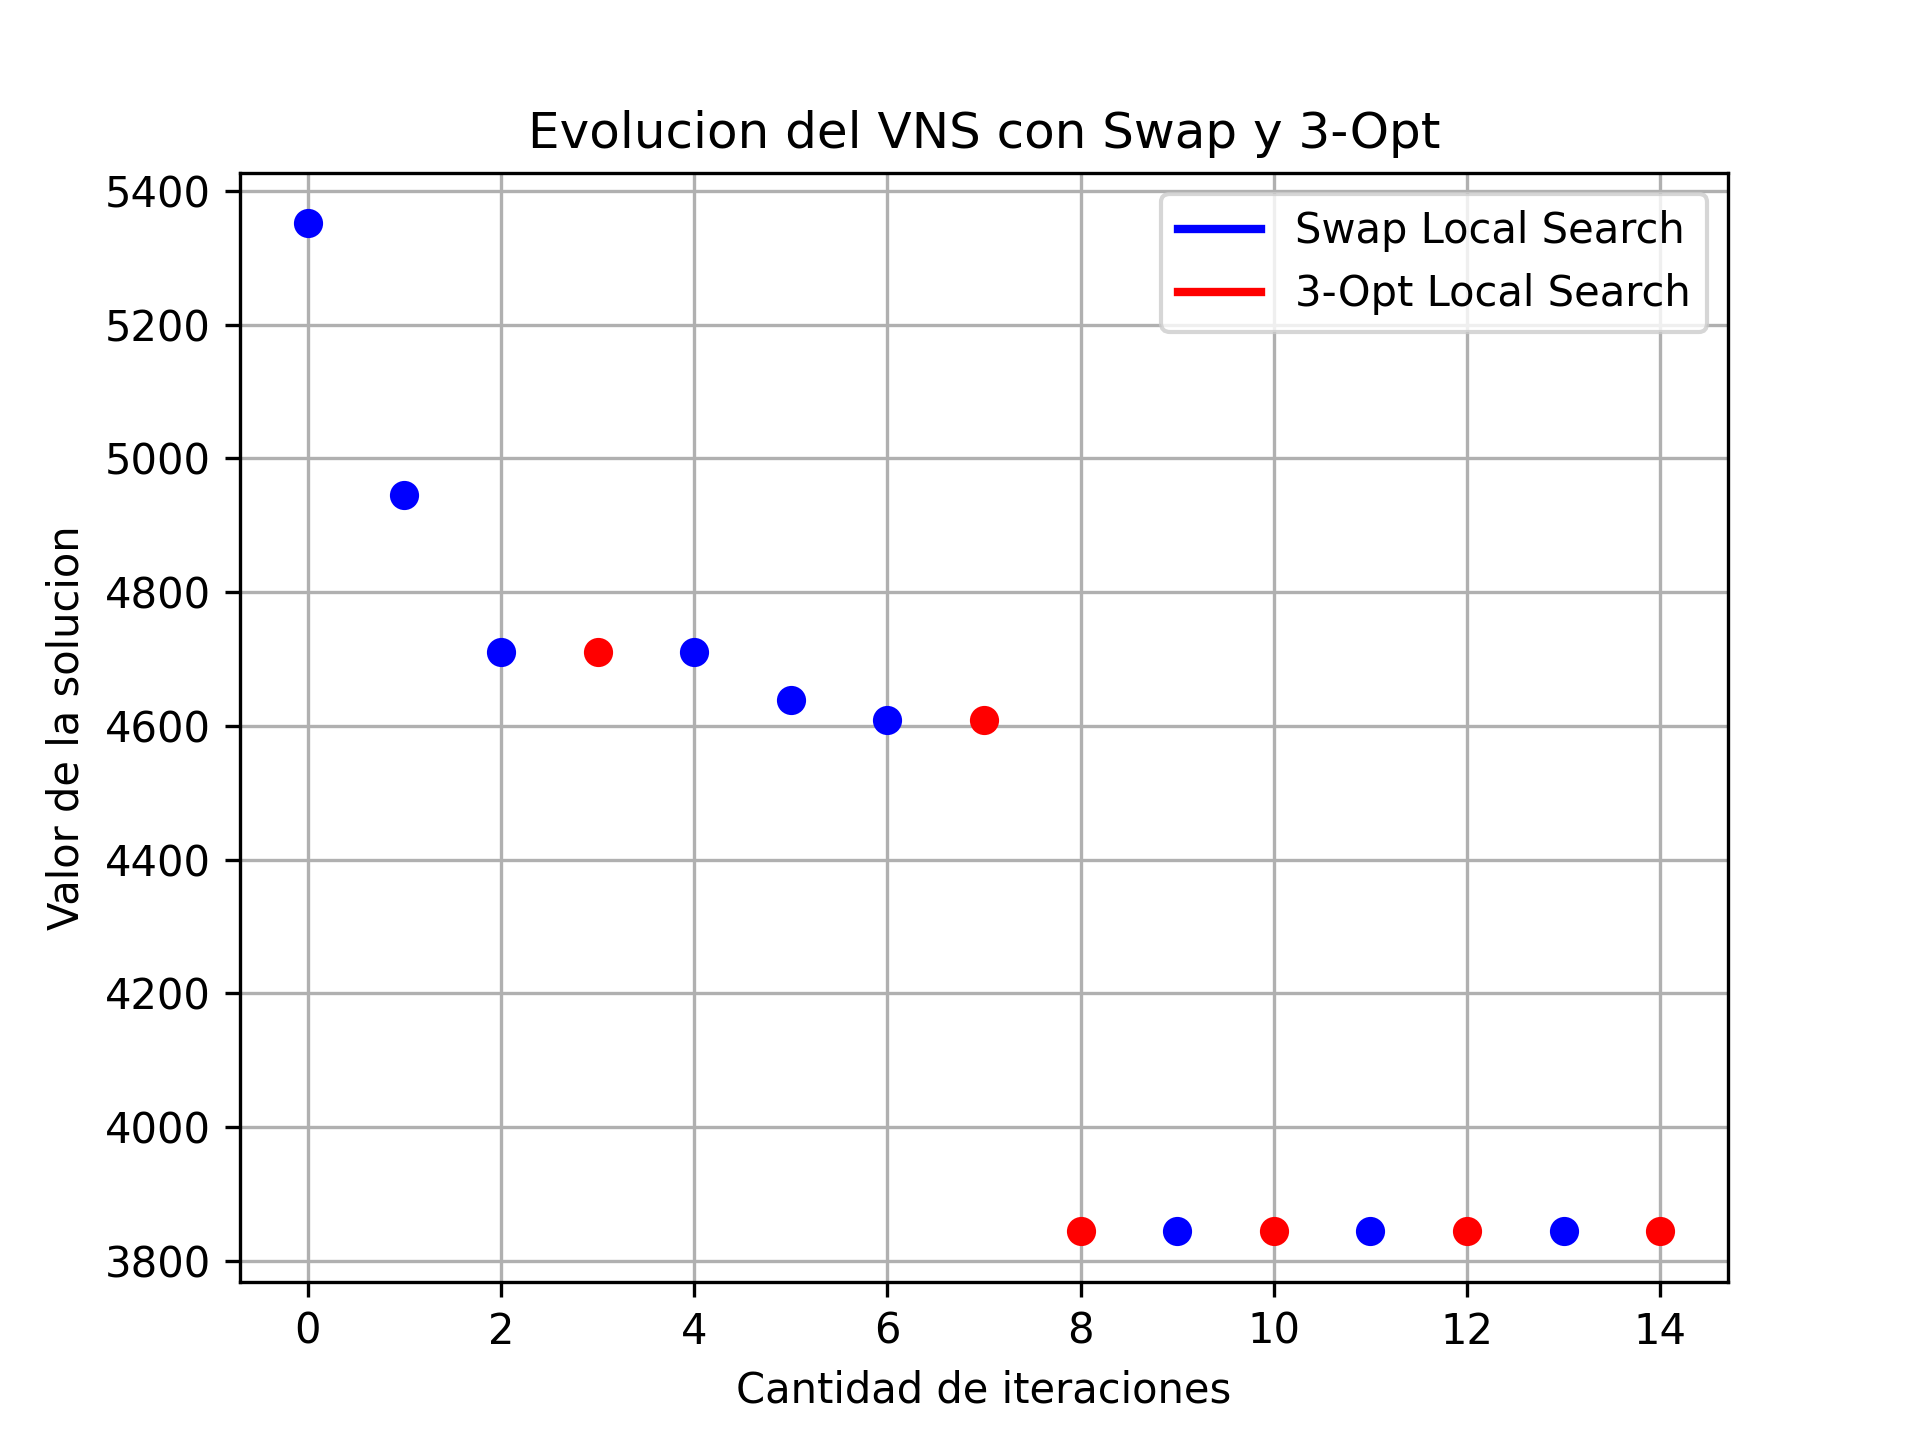 Evolucion del VNS con Swap y 3-Opt
Swap Local Search
3-Opt Local Search
Valor de la solucion
5400
5200
5000
4800
4600
4400
4200
4000
3800
0 2 4 6 8 10 12 14
Cantidad de iteraciones